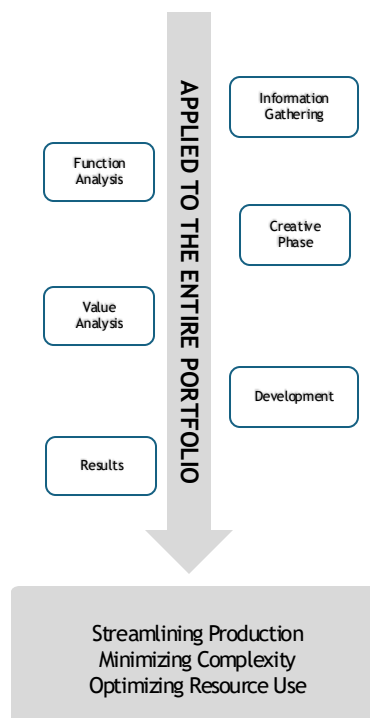 APPLIED TO THE ENTIRE PORTFOLIO
Information
Gathering
Function
Analysis
Creative
Phase
Value
Analysis
Development
Results
Streamlining Production
Minimizing Complexity
Optimizing Resource Use